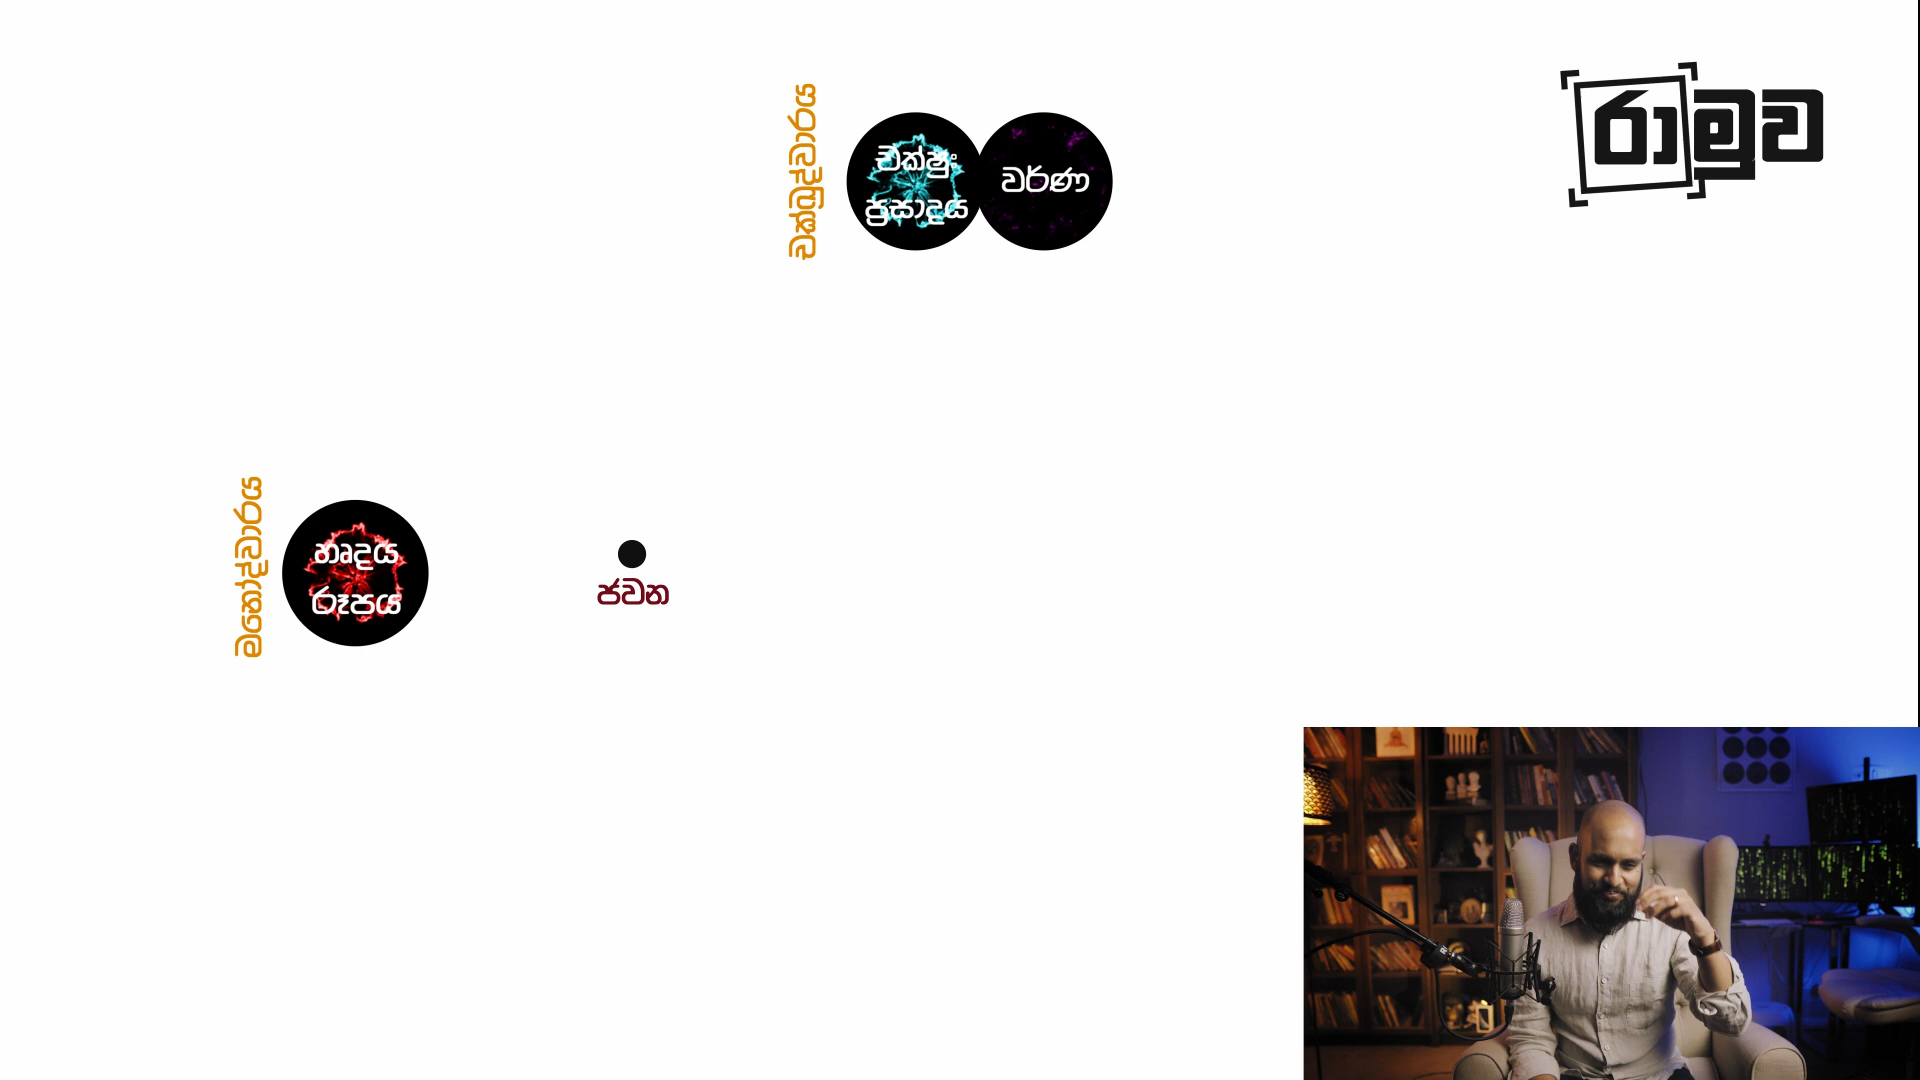 රාමුව
චක්ඛුද්වාරය
චක්ෂුඃ
ප්‍රසාදය
වර්ණ
මනෝද්වාරය
හෘදය
රූපය
ජවන